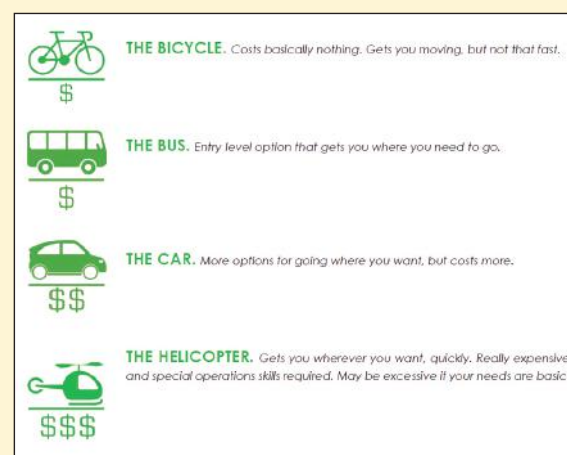 THE BICYCLE. Costs basically nothing. Gets you moving, but not that fast.
$
THE BUS. Entry level option that gets you where you need to go.
$
THE CAR. More options for going where you want, but costs more.
$$
THE HELICOPTER. Gets you wherever you want, quickly. Really expensive
and special operations skills required. May be excessive if your needs are basic
$$$